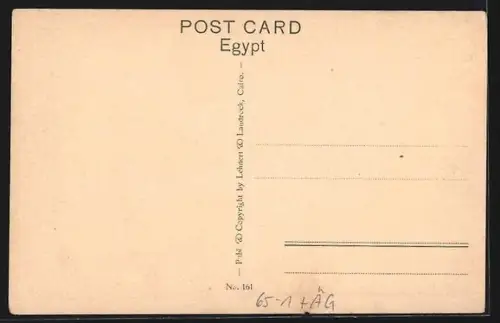 POST CARD
Egypt
— Publ. & Copyright by Lehnert & Landrock, Cairo. —
No. 161
65-1 + ÄG